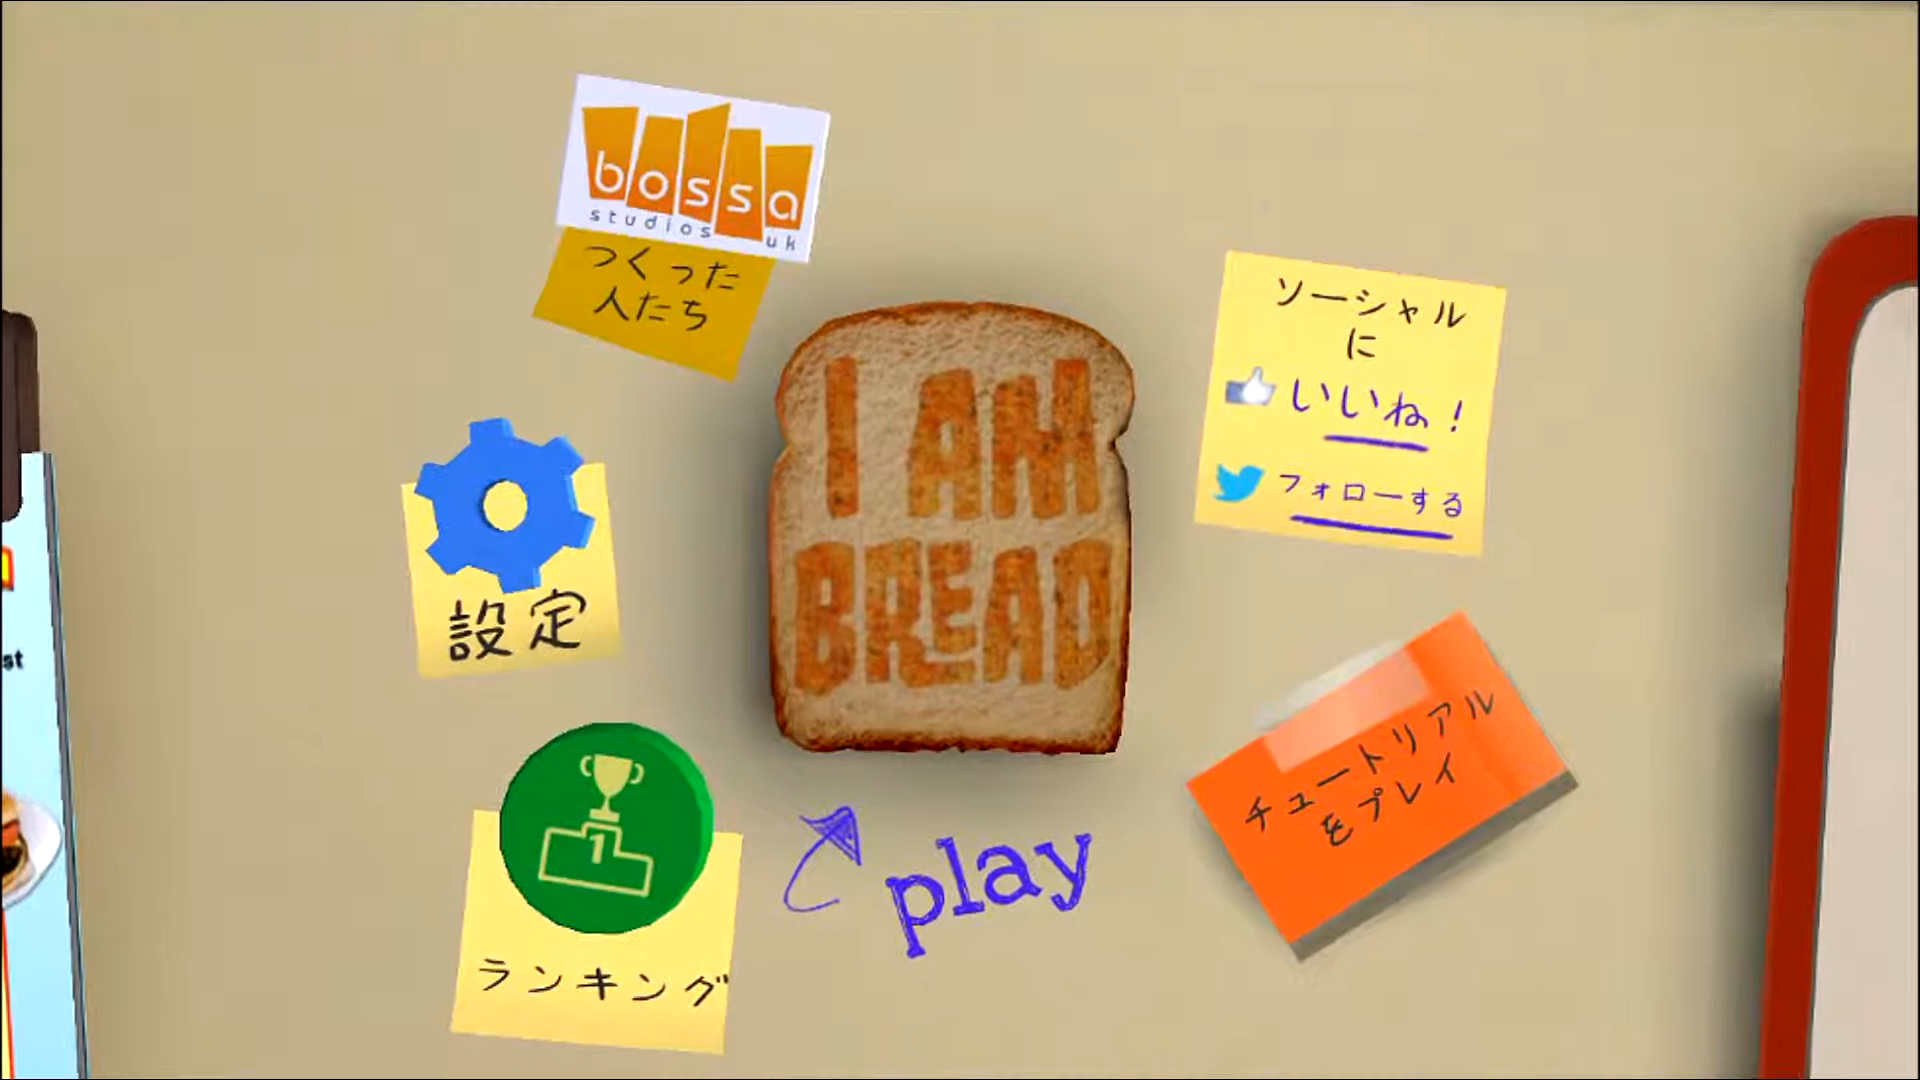 bossa
studios uk
つくった
人たち
I AM
BREAD
ソーシャル
に
いいね！
フォローする
設定
1
ランキング
play
チュートリアル
をプレイ
st